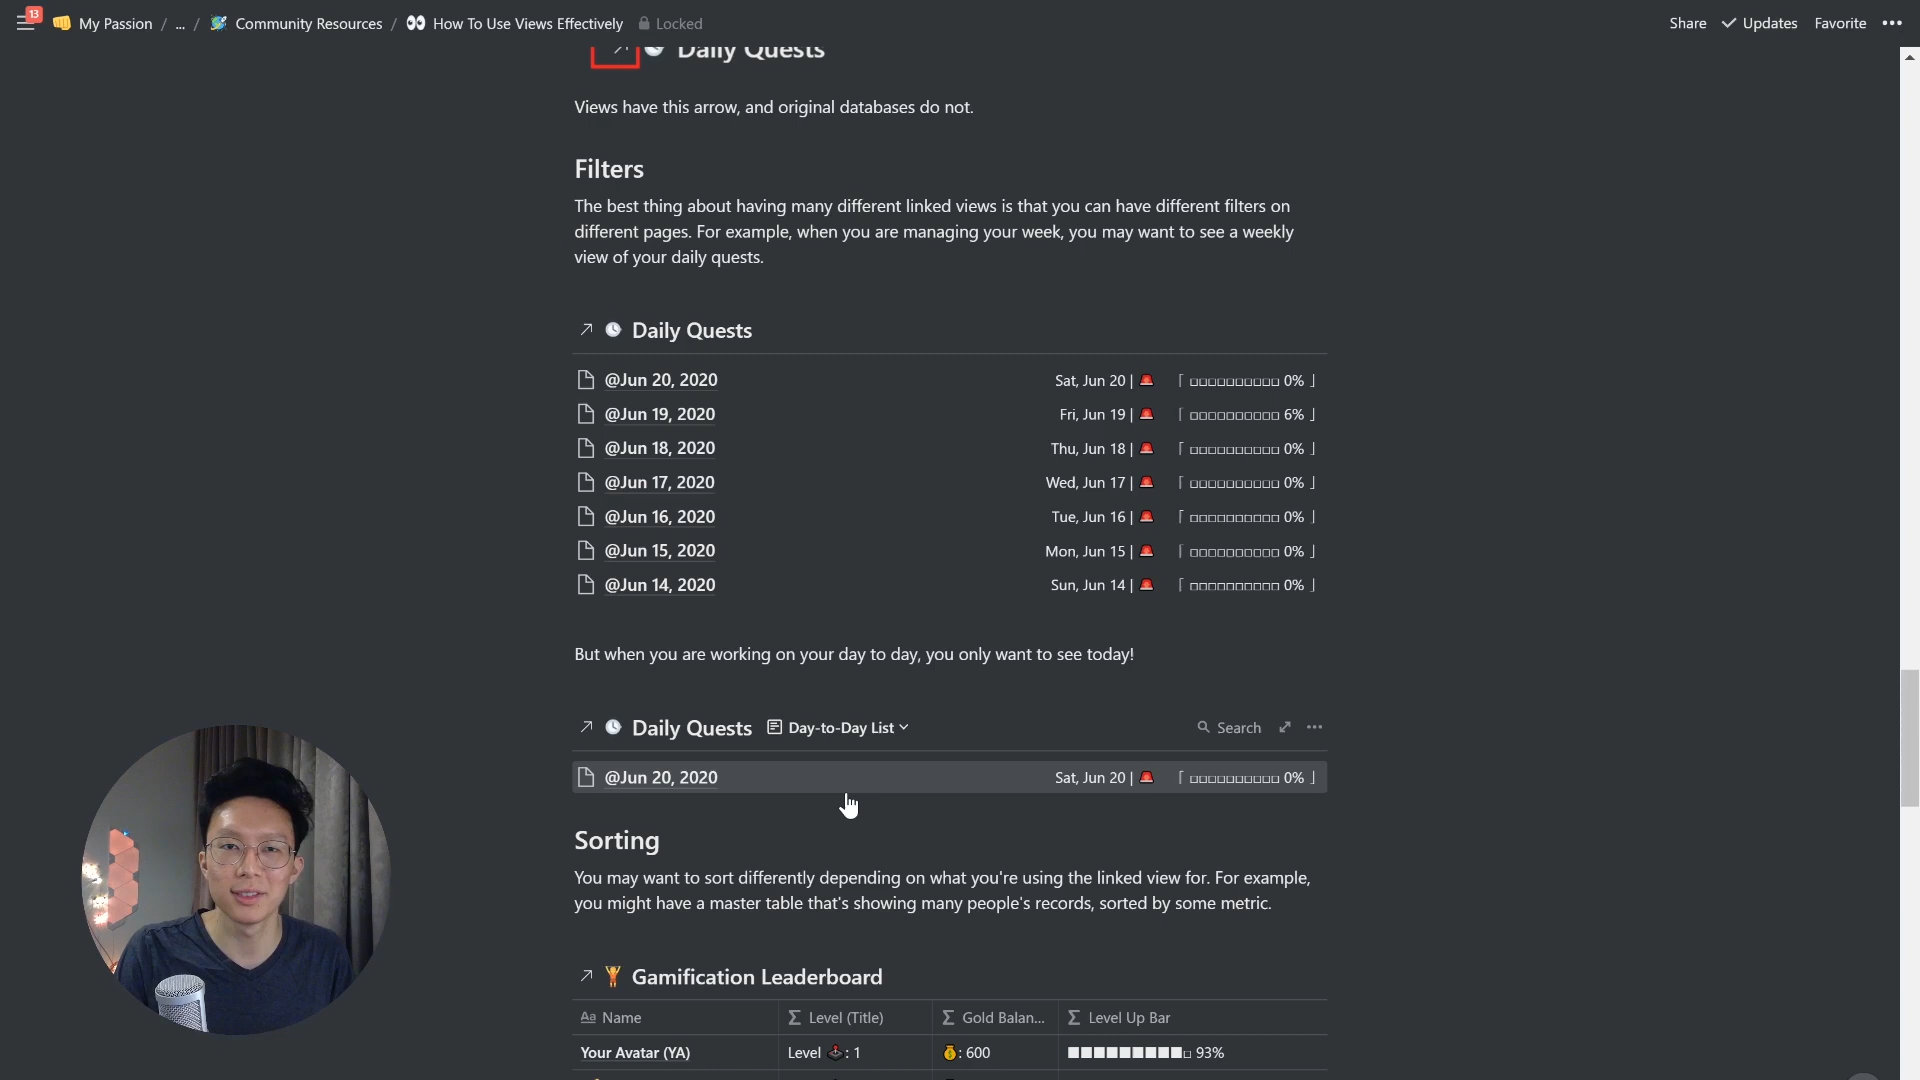 13 My Passion / ... / Community Resources / How To Use Views Effectively Locked Share Updates Favorite •••
Daily Quests
Views have this arrow, and original databases do not.
Filters
The best thing about having many different linked views is that you can have different filters on
different pages. For example, when you are managing your week, you may want to see a weekly
view of your daily quests.
Daily Quests
@Jun 20, 2020 Sat, Jun 20 | 0%
@Jun 19, 2020 Fri, Jun 19 | 6%
@Jun 18, 2020 Thu, Jun 18 | 0%
@Jun 17, 2020 Wed, Jun 17 | 0%
@Jun 16, 2020 Tue, Jun 16 | 0%
@Jun 15, 2020 Mon, Jun 15 | 0%
@Jun 14, 2020 Sun, Jun 14 | 0%
But when you are working on your day to day, you only want to see today!
Daily Quests Day-to-Day List Search •••
@Jun 20, 2020 Sat, Jun 20 | 0%
Sorting
You may want to sort differently depending on what you're using the linked view for. For example,
you might have a master table that's showing many people's records, sorted by some metric.
Gamification Leaderboard
Aa Name Σ Level (Title) Σ Gold Balan... Σ Level Up Bar
Your Avatar (YA) Level : 1 : 600 93%